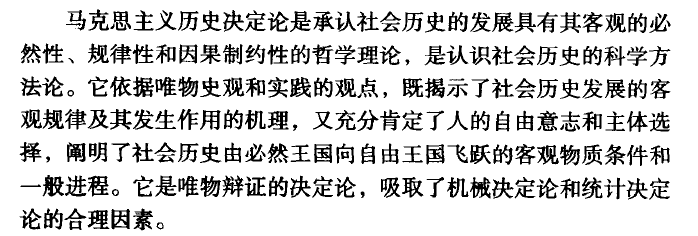 马克思主义历史决定论是承认社会历史的发展具有其客观的必
然性、规律性和因果制约性的哲学理论，是认识社会历史的科学方
法论。它依据唯物史观和实践的观点，既揭示了社会历史发展的客
观规律及其发生作用的机理，又充分肯定了人的自由意志和主体选
择，阐明了社会历史由必然王国向自由王国飞跃的客观物质条件和
一般进程。它是唯物辩证的决定论，吸取了机械决定论和统计决定
论的合理因素。